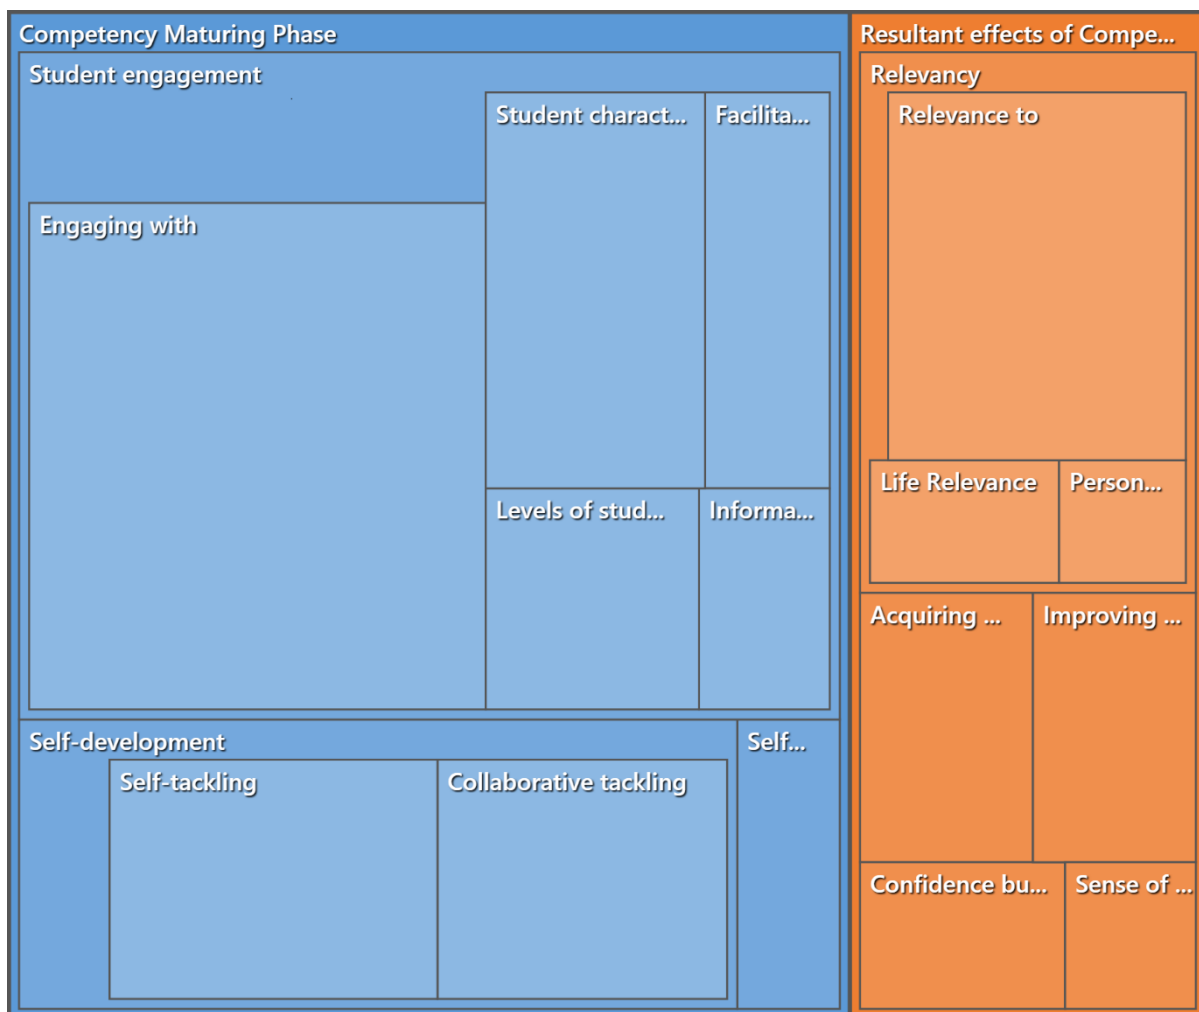 Competency Maturing Phase
Student engagement
Student charact...
Facilita...
Engaging with
Levels of stud...
Informa...
Self-development
Self...
Self-tackling
Collaborative tackling
Resultant effects of Compe...
Relevancy
Relevance to
Life Relevance
Person...
Acquiring ...
Improving ...
Confidence bu...
Sense of ...